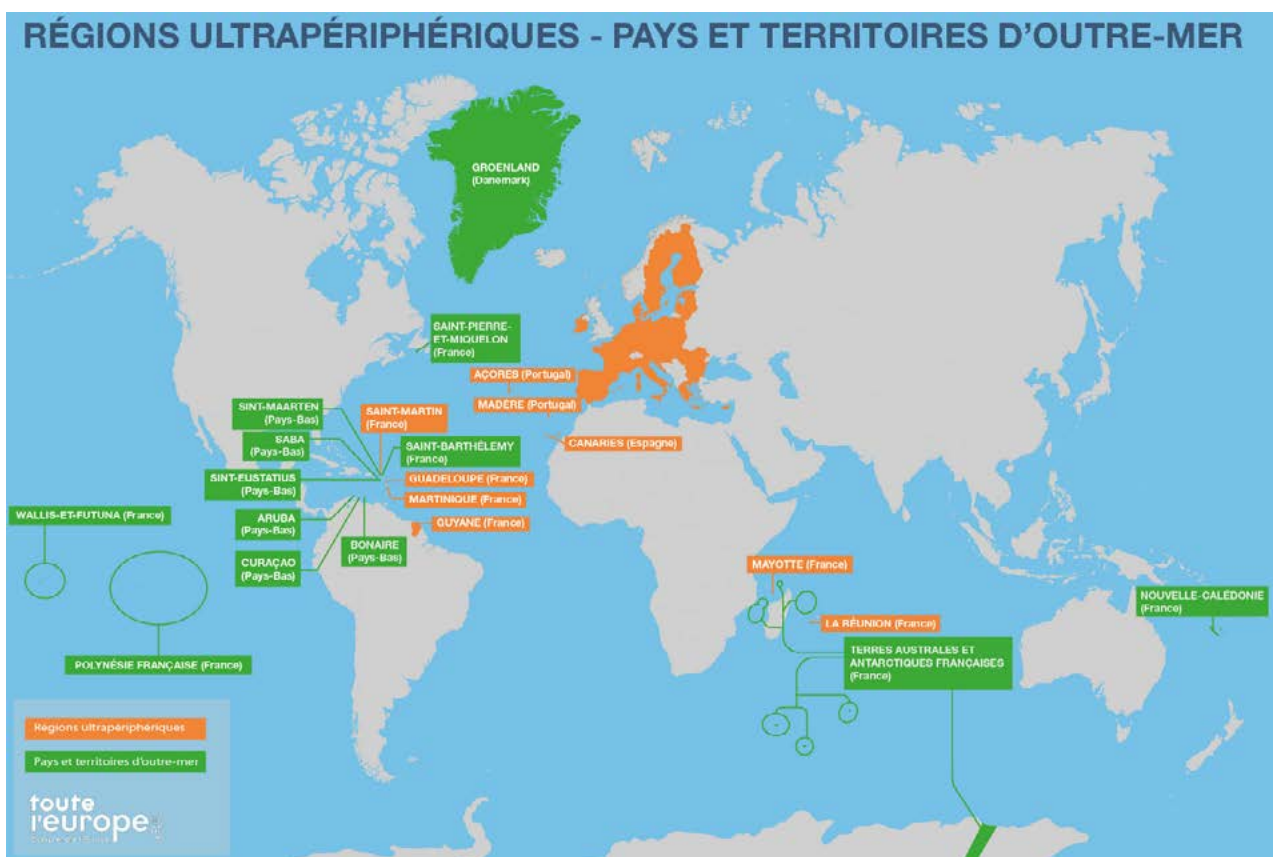 RÉGIONS ULTRAPÉRIPHÉRIQUES - PAYS ET TERRITOIRES D'OUTRE-MER
GROENLAND
(Danemark)
SAINT-PIERRE-
ET-MIQUELON
(France)
AÇORES (Portugal)
MADÈRE (Portugal)
CANARIES (Espagne)
SINT-MAARTEN
(Pays-Bas)
SAINT-MARTIN
(France)
SABA
(Pays-Bas)
SAINT-BARTHÉLEMY
(France)
SINT-EUSTATIUS
(Pays-Bas)
GUADELOUPE (France)
MARTINIQUE (France)
WALLIS-ET-FUTUNA (France)
ARUBA
(Pays-Bas)
GUYANE (France)
BONAIRE
(Pays-Bas)
CURAÇAO
(Pays-Bas)
MAYOTTE (France)
NOUVELLE-CALÉDONIE
(France)
LA RÉUNION (France)
TERRES AUSTRALES ET
ANTARCTIQUES FRANÇAISES
(France)
POLYNÉSIE FRANÇAISE (France)
Régions ultrapériphériques
Pays et territoires d'outre-mer
toute
l'europe